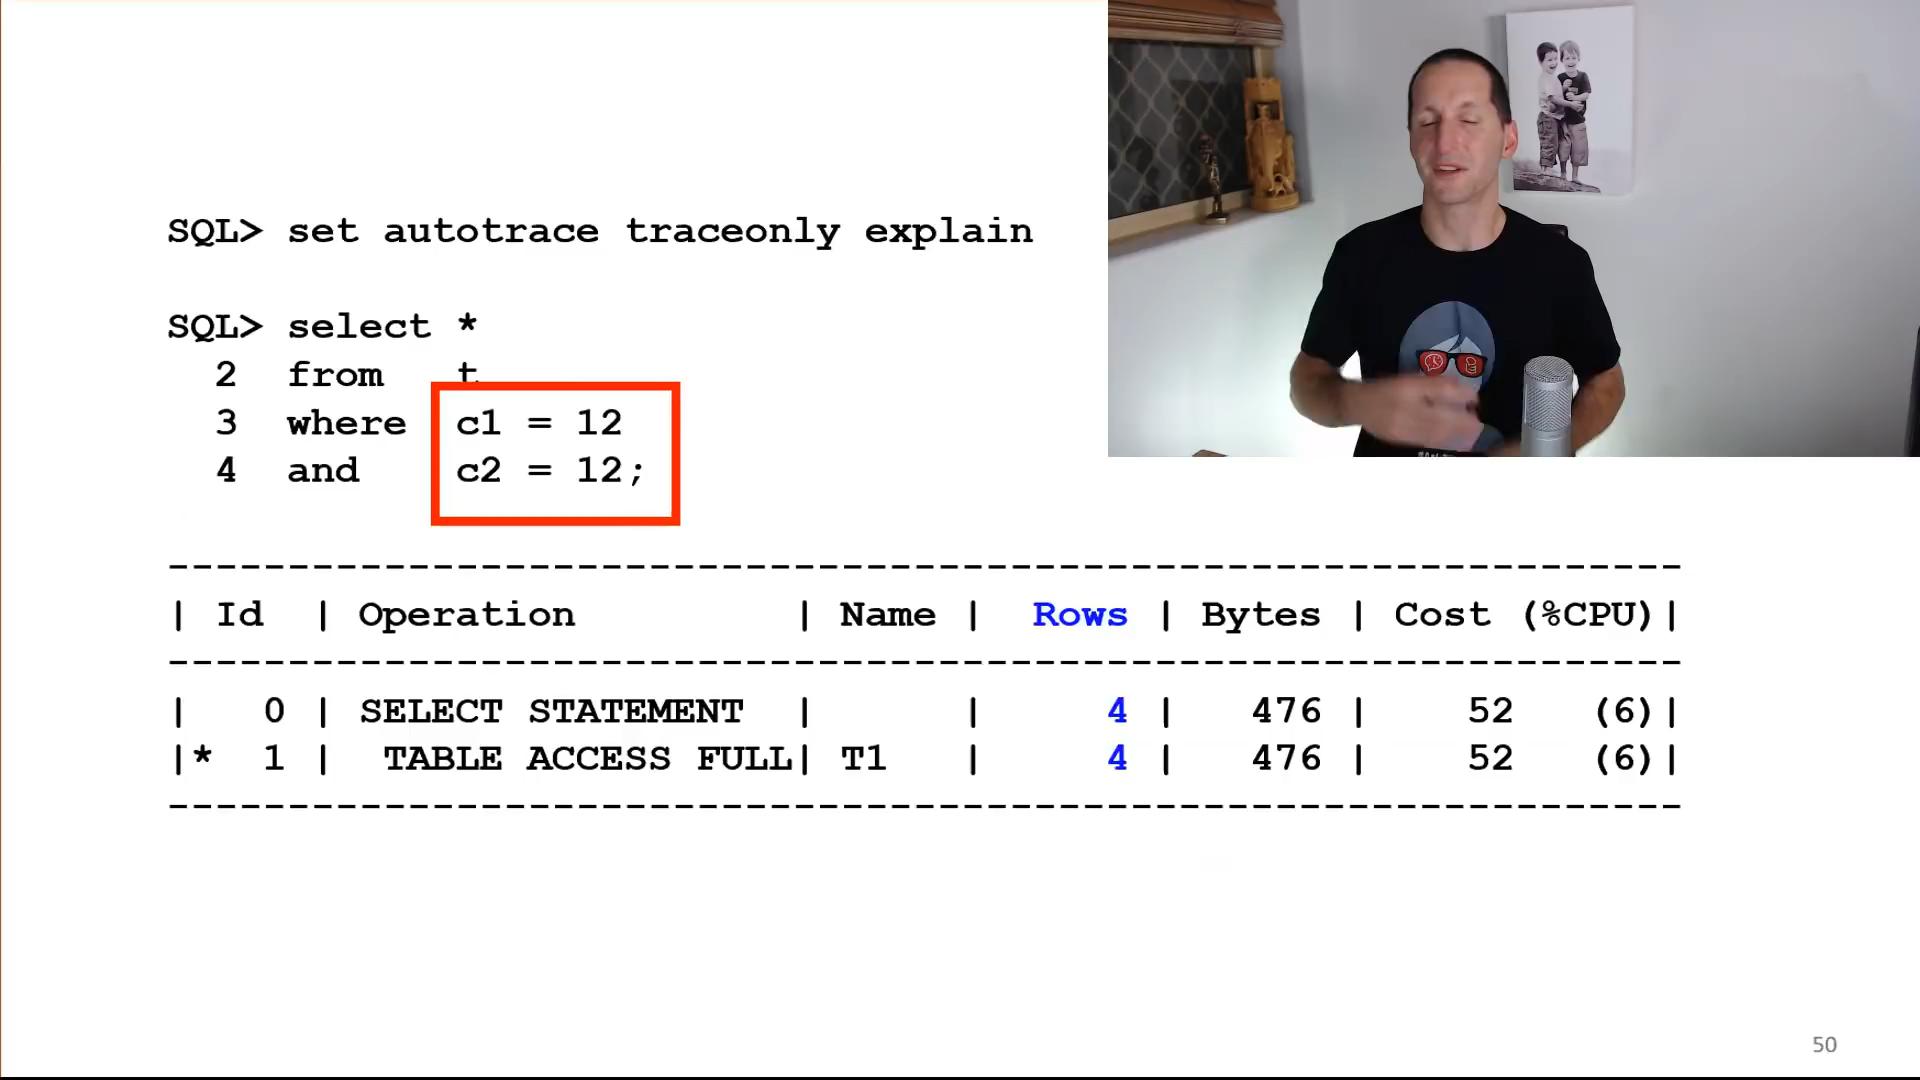 SQL> set autotrace traceonly explain
SQL> select *
2 from t
3 where c1 = 12
4 and c2 = 12;
--------------------------------------------------------------
| Id | Operation | Name | Rows | Bytes | Cost (%CPU)|
--------------------------------------------------------------
| 0 | SELECT STATEMENT | | 4 | 476 | 52 (6)|
|* 1 | TABLE ACCESS FULL| T1 | 4 | 476 | 52 (6)|
--------------------------------------------------------------
50